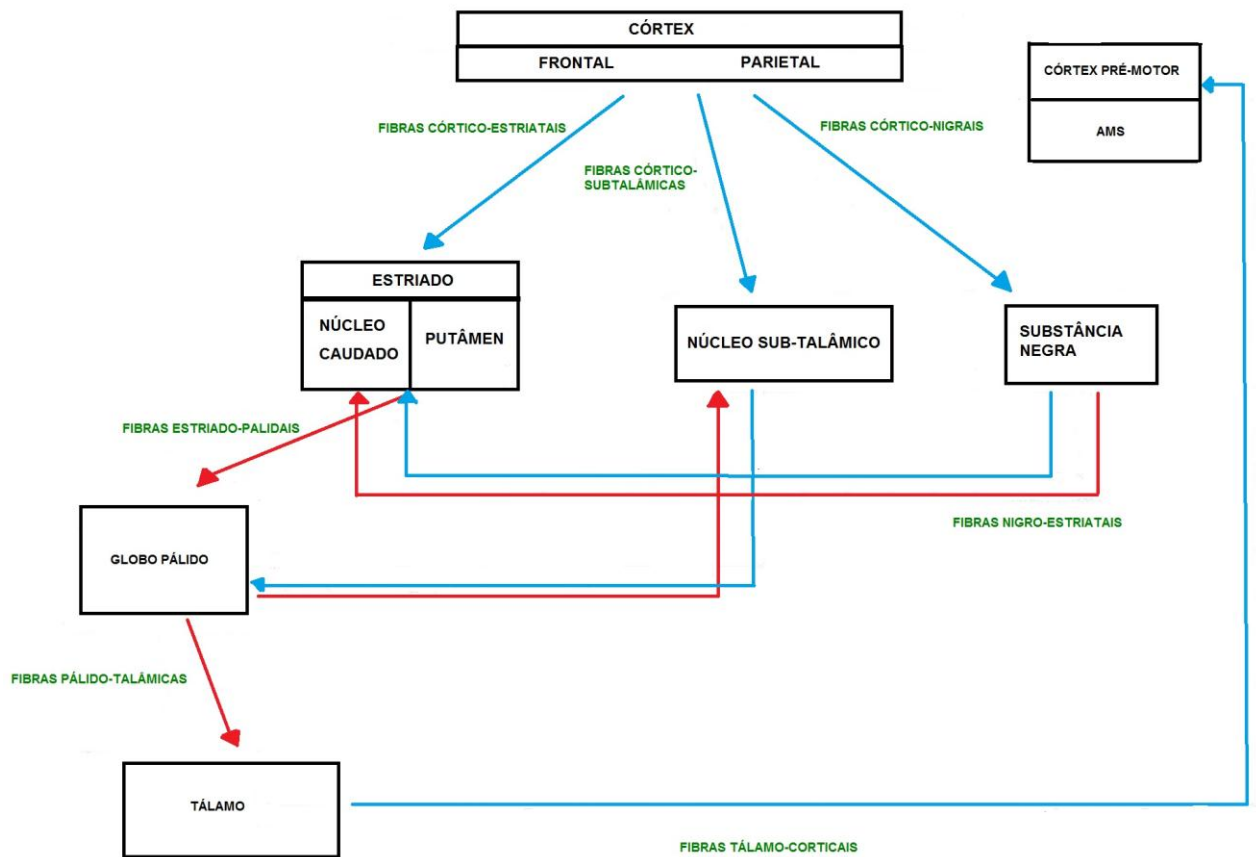 CÓRTEX
FRONTAL PARIETAL
CÓRTEX PRÉ-MOTOR
AMS
FIBRAS CÓRTICO-ESTRIATAIS
FIBRAS CÓRTICO-
SUBTALÂMICAS
FIBRAS CÓRTICO-NIGRAIS
ESTRIADO
NÚCLEO
CAUDADO
PUTÂMEN
NÚCLEO SUB-TALÂMICO
SUBSTÂNCIA
NEGRA
FIBRAS ESTRIADO-PALIDAIS
FIBRAS NIGRO-ESTRIATAIS
GLOBO PÁLIDO
FIBRAS PÁLIDO-TALÂMICAS
TÁLAMO
FIBRAS TÁLAMO-CORTICAIS